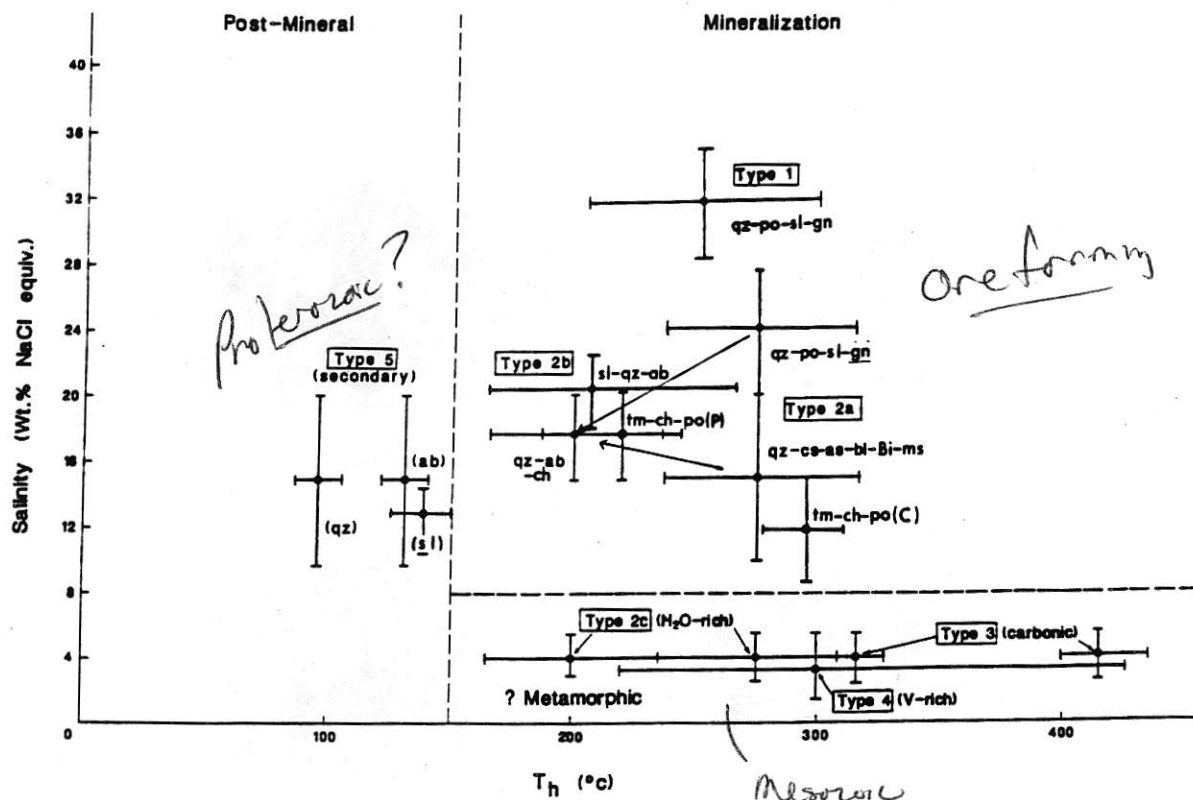 Post-Mineral
Mineralization
40
36
32
28
24
20
16
12
8
4
0
Salinity (Wt.% NaCl equiv.)
Type 1
qz-po-sl-gn
Ore forming
Proterozoic?
qz-po-sl-gn
Type 5
(secondary)
Type 2b
sl-qz-ab
tm-ch-po(P)
qz-ab
-ch
Type 2a
qz-cs-as-bl-Bi-ms
tm-ch-po(C)
(ab)
(qz)
(sl)
Type 2c (H₂O-rich)
Type 3 (carbonic)
? Metamorphic
Type 4 (V-rich)
100
200
300
400
Th (°c)
Mesozoic